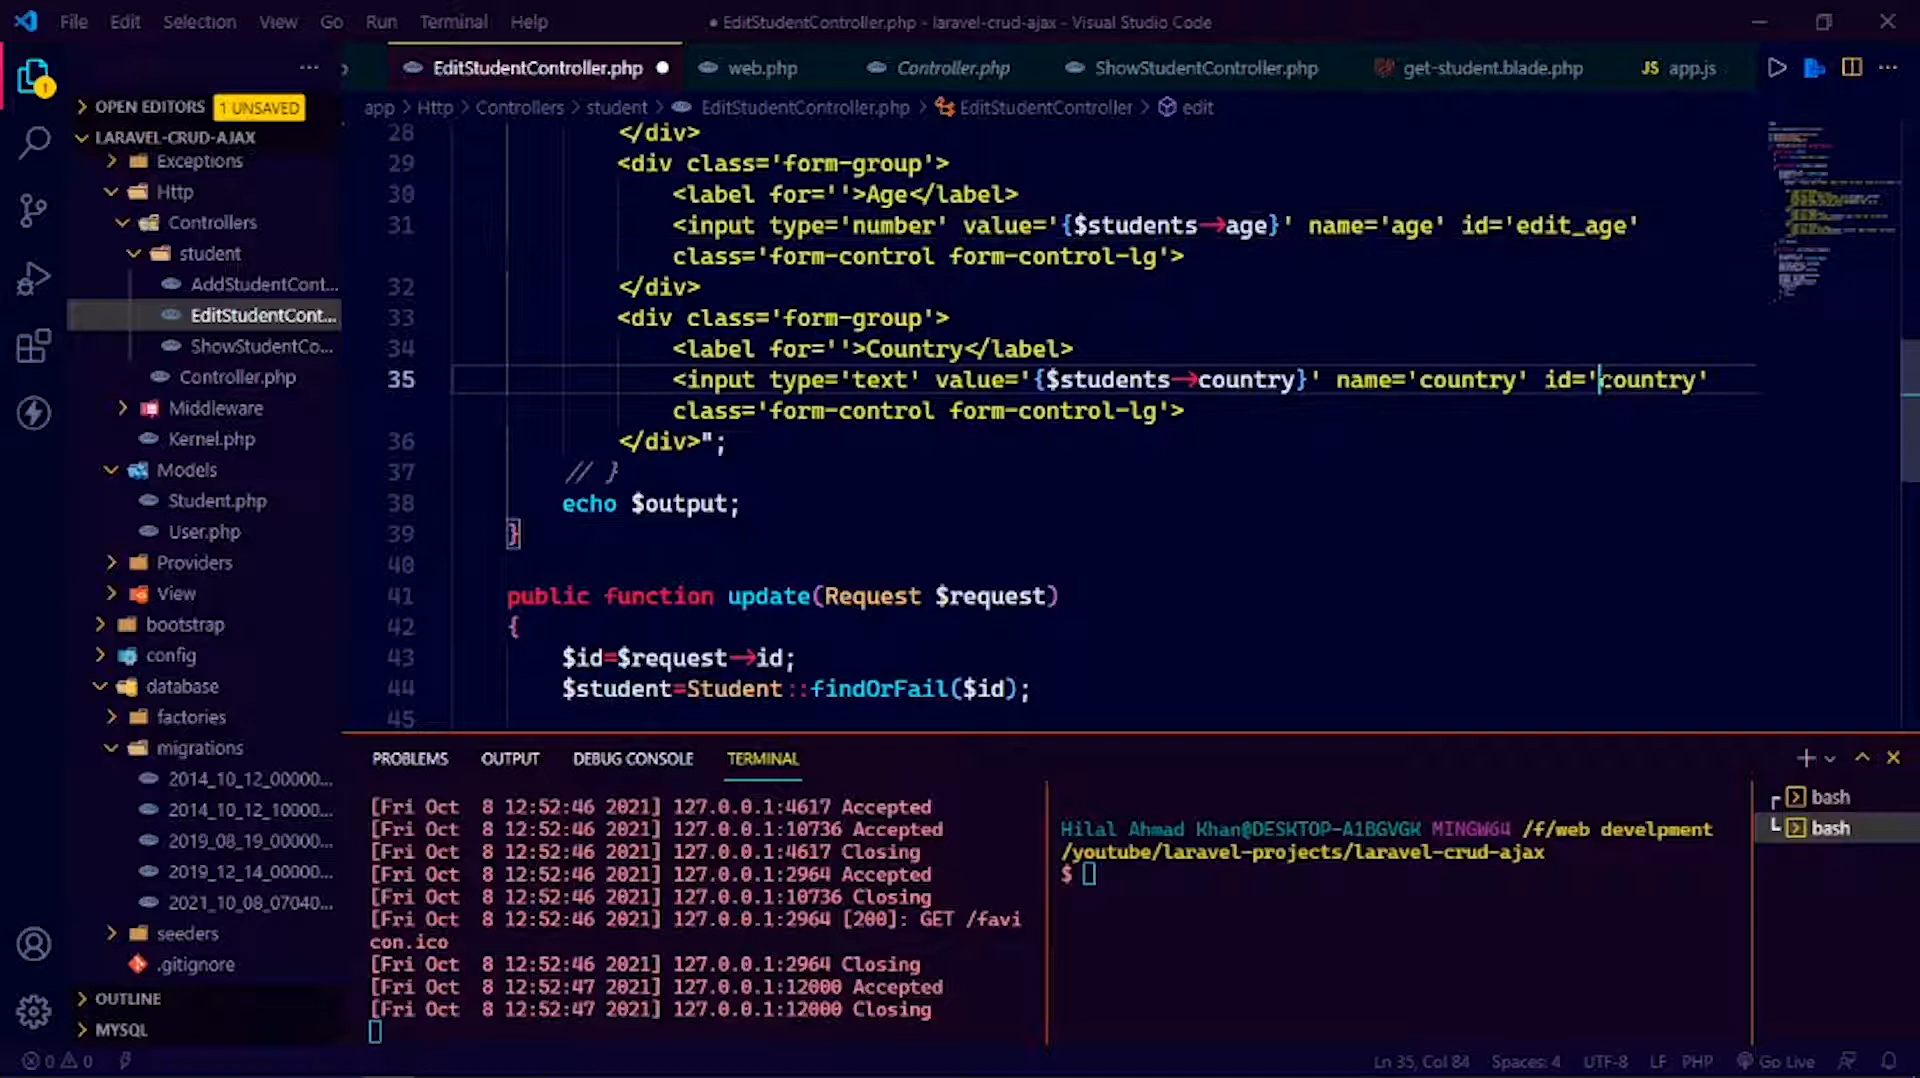 File Edit Selection View Go Run Terminal Help
● EditStudentController.php - laravel-crud-ajax - Visual Studio Code
EditStudentController.php ● web.php Controller.php ShowStudentController.php get-student.blade.php JS app.js
OPEN EDITORS 1 UNSAVED
app > Http > Controllers > student > EditStudentController.php > EditStudentController > edit
LARAVEL-CRUD-AJAX
Exceptions
Http
Controllers
student
AddStudentCont...
EditStudentCont...
ShowStudentCo...
Controller.php
Middleware
Kernel.php
Models
Student.php
User.php
Providers
View
bootstrap
config
database
factories
migrations
2014_10_12_00000...
2014_10_12_10000...
2019_08_19_00000...
2019_12_14_00000...
2021_10_08_07040...
seeders
.gitignore
OUTLINE
MYSQL
28 </div>
29 <div class='form-group'>
30 <label for=''>Age</label>
31 <input type='number' value='{$students->age}' name='age' id='edit_age'
class='form-control form-control-lg'>
32 </div>
33 <div class='form-group'>
34 <label for=''>Country</label>
35 <input type='text' value='{$students->country}' name='country' id='country'
class='form-control form-control-lg'>
36 </div>";
37 // }
38 echo $output;
39 }
40
41 public function update(Request $request)
42 {
43 $id=$request->id;
44 $student=Student::findOrFail($id);
45
PROBLEMS OUTPUT DEBUG CONSOLE TERMINAL
[Fri Oct  8 12:52:46 2021] 127.0.0.1:4617 Accepted
[Fri Oct  8 12:52:46 2021] 127.0.0.1:10736 Accepted
[Fri Oct  8 12:52:46 2021] 127.0.0.1:4617 Closing
[Fri Oct  8 12:52:46 2021] 127.0.0.1:2964 Accepted
[Fri Oct  8 12:52:46 2021] 127.0.0.1:10736 Closing
[Fri Oct  8 12:52:46 2021] 127.0.0.1:2964 [200]: GET /favi
con.ico
[Fri Oct  8 12:52:46 2021] 127.0.0.1:2964 Closing
[Fri Oct  8 12:52:47 2021] 127.0.0.1:12000 Accepted
[Fri Oct  8 12:52:47 2021] 127.0.0.1:12000 Closing
Hilal Ahmad Khan@DESKTOP-A1BGVGK MINGW64 /f/web develpment
/youtube/laravel-projects/laravel-crud-ajax
$
bash
bash
0 0 Ln 35, Col 84 Spaces: 4 UTF-8 LF PHP Go Live